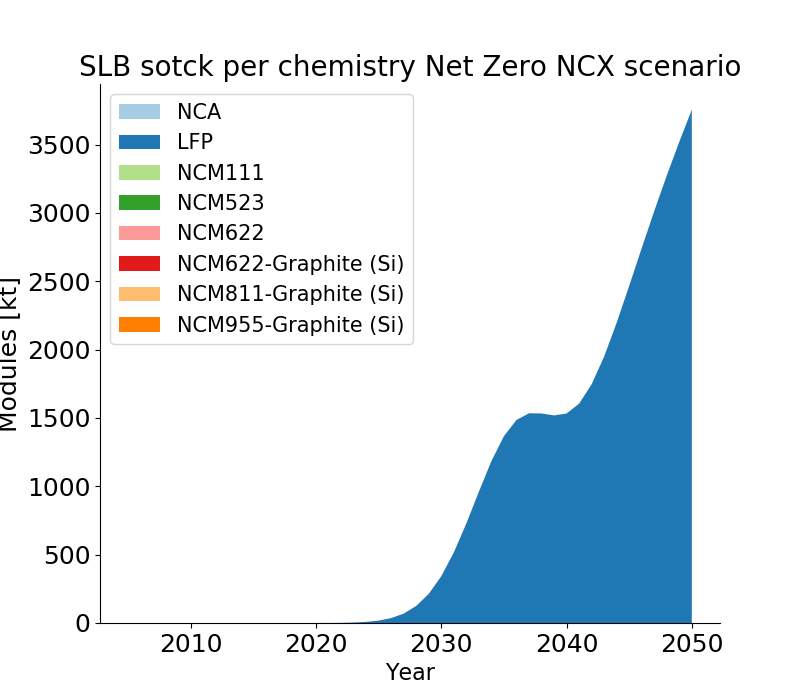 SLB sotck per chemistry Net Zero NCX scenario
NCA
LFP
NCM111
NCM523
NCM622
NCM622-Graphite (Si)
NCM811-Graphite (Si)
NCM955-Graphite (Si)
Modules [kt]
3500
3000
2500
2000
1500
1000
500
0
2010
2020
2030
2040
2050
Year